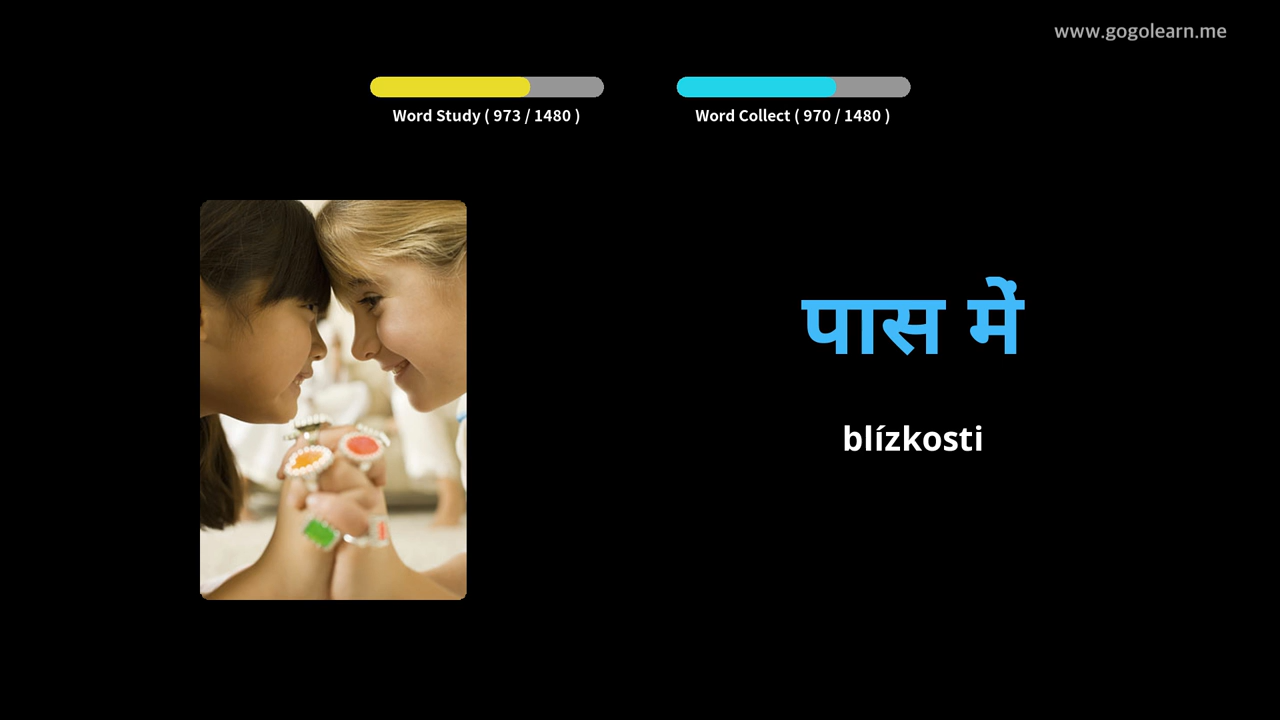 www.gogolearn.me
Word Study ( 973 / 1480 )
Word Collect ( 970 / 1480 )
पास में
blízkosti